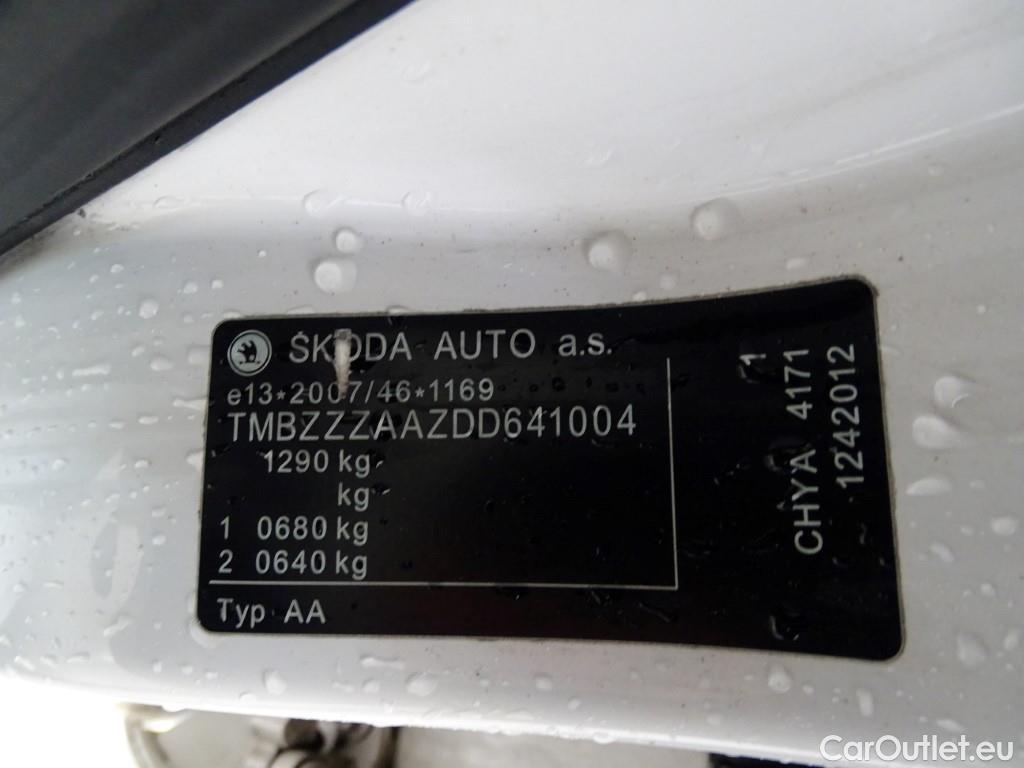 ŠKODA AUTO a.s.
e13*2007/46*1169
TMBZZZAAZDD641004
1290 kg
kg
1 0680 kg
2 0640 kg
Typ AA
CHYA 4171 1
1242012
CarOutlet.eu